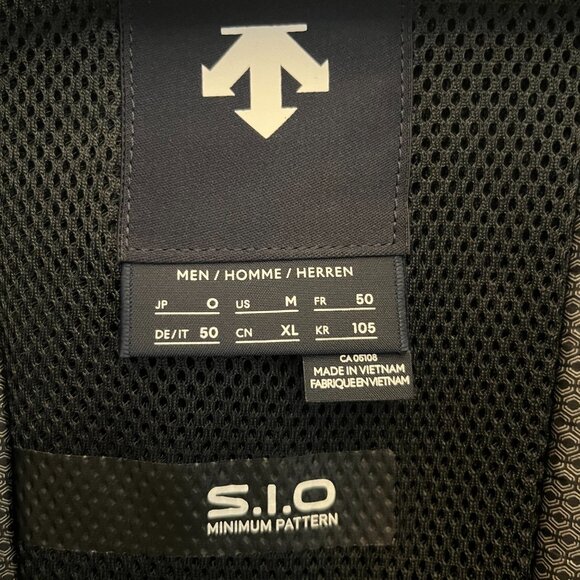 MEN / HOMME / HERREN
JP O US M FR 50
DE/IT 50 CN XL KR 105
CA 05108
MADE IN VIETNAM
FABRIQUE EN VIETNAM
S.I.O
MINIMUM PATTERN